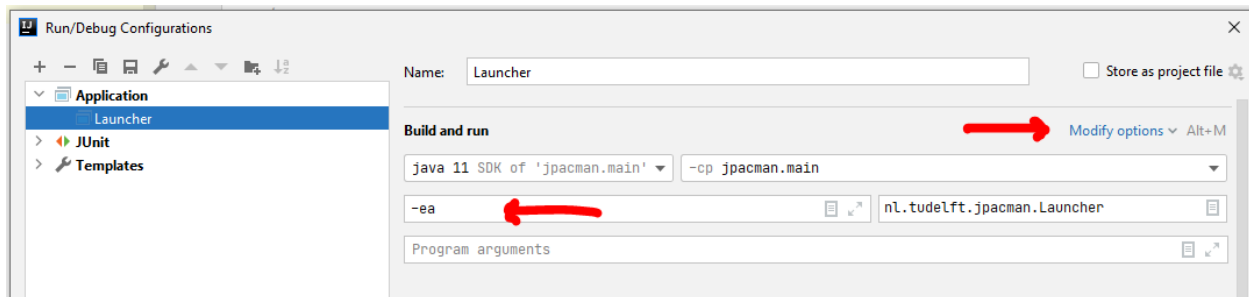 Run/Debug Configurations
Name: Launcher Store as project file
Application
Launcher
JUnit
Templates
Build and run Modify options Alt+M
java 11 SDK of 'jpacman.main' -cp jpacman.main
-ea nl.tudelft.jpacman.Launcher
Program arguments